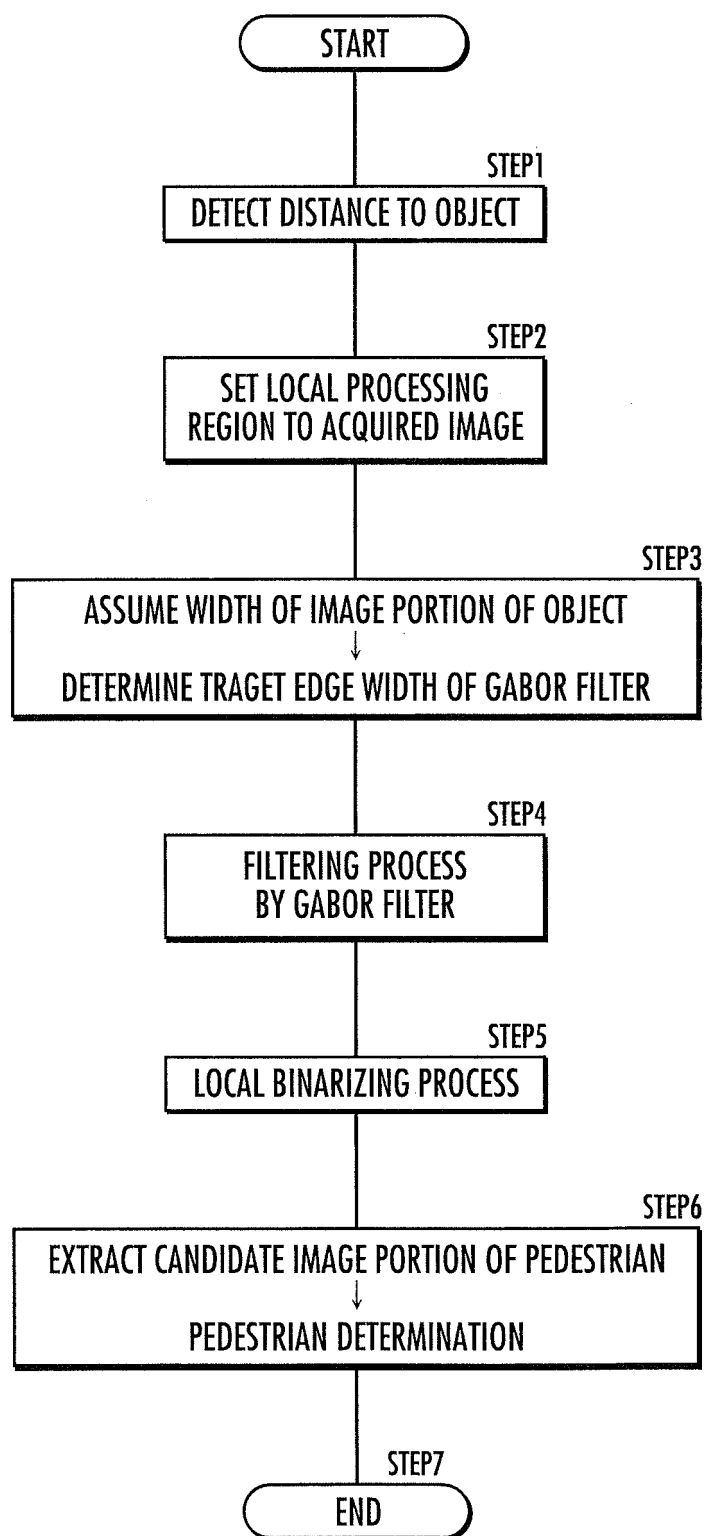 START
STEP1
DETECT DISTANCE TO OBJECT
STEP2
SET LOCAL PROCESSING
REGION TO ACQUIRED IMAGE
STEP3
ASSUME WIDTH OF IMAGE PORTION OF OBJECT
↓
DETERMINE TRAGET EDGE WIDTH OF GABOR FILTER
STEP4
FILTERING PROCESS
BY GABOR FILTER
STEP5
LOCAL BINARIZING PROCESS
STEP6
EXTRACT CANDIDATE IMAGE PORTION OF PEDESTRIAN
↓
PEDESTRIAN DETERMINATION
STEP7
END